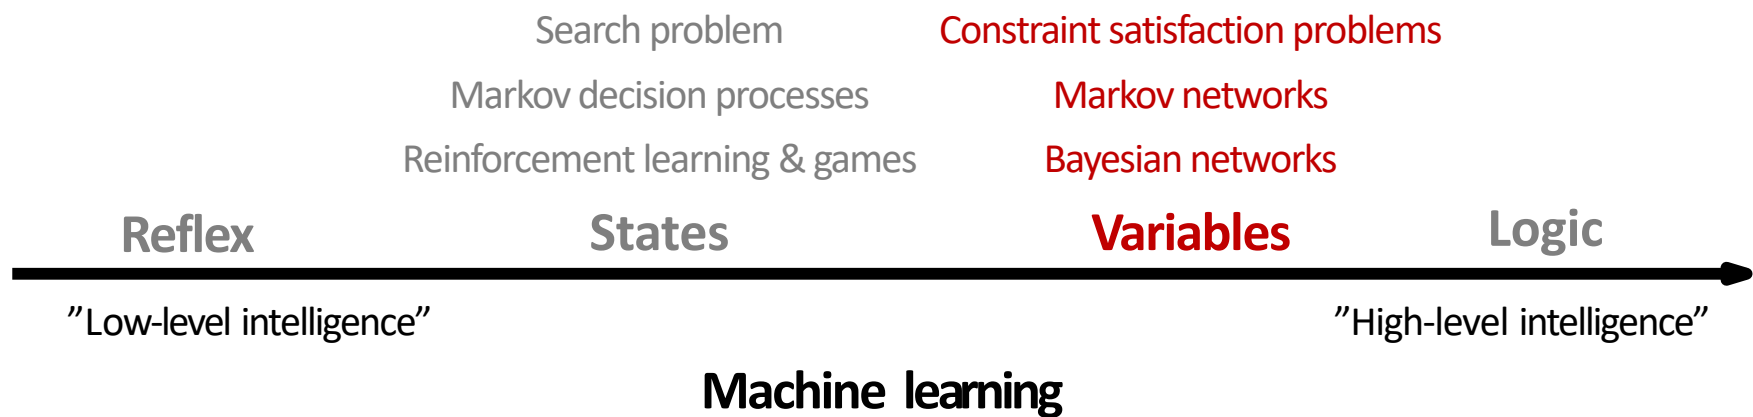 Search problem Constraint satisfaction problems
Markov decision processes Markov networks
Reinforcement learning & games Bayesian networks
Reflex States Variables Logic
”Low-level intelligence” ”High-level intelligence”
Machine learning